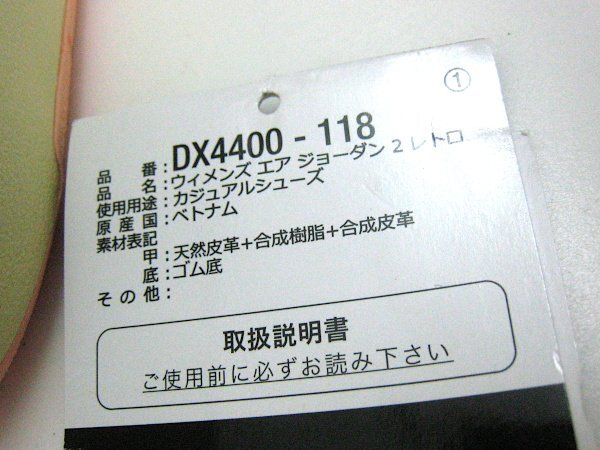 ①
品 番：DX4400 - 118
品 名：ウィメンズ エア ジョーダン 2 レトロ
使用用途：カジュアルシューズ
原 産 国：ベトナム
素材表記
甲：天然皮革+合成樹脂+合成皮革
底：ゴム底
そ の 他：
取扱説明書
ご使用前に必ずお読み下さい